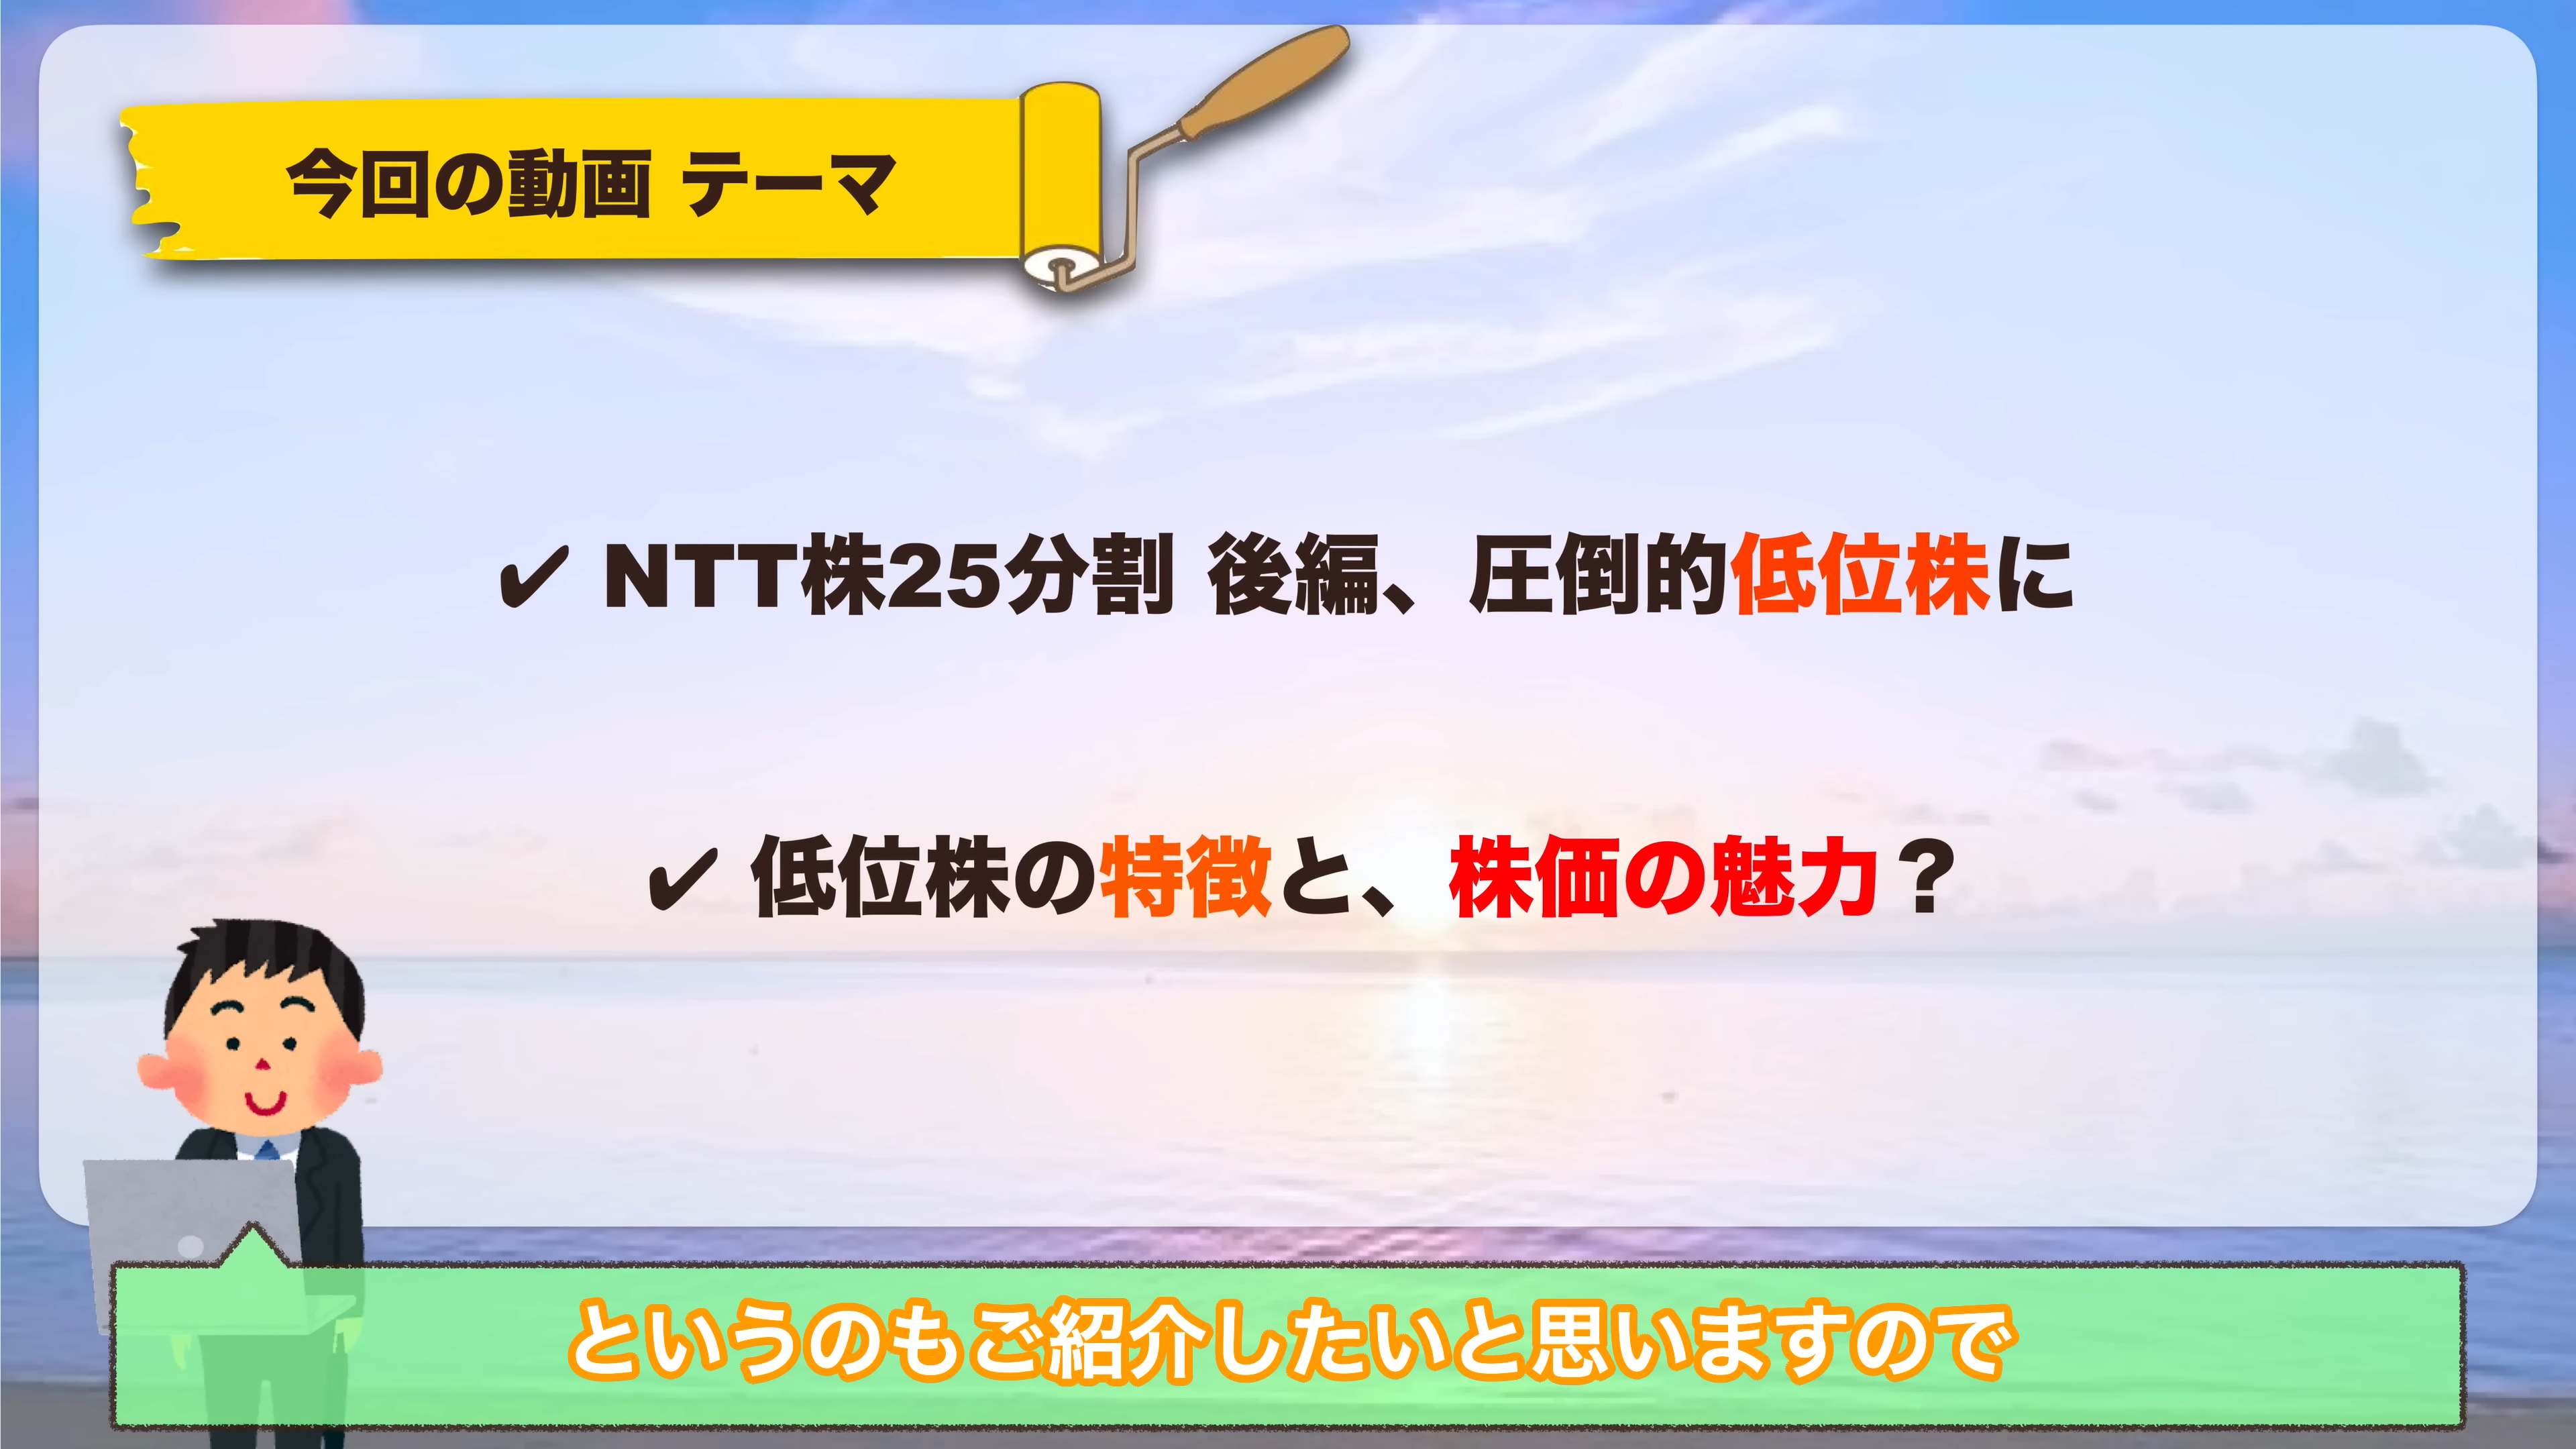 今回の動画 テーマ
✔ NTT株25分割 後編、圧倒的低位株に
✔ 低位株の特徴と、株価の魅力？
というのもご紹介したいと思いますので